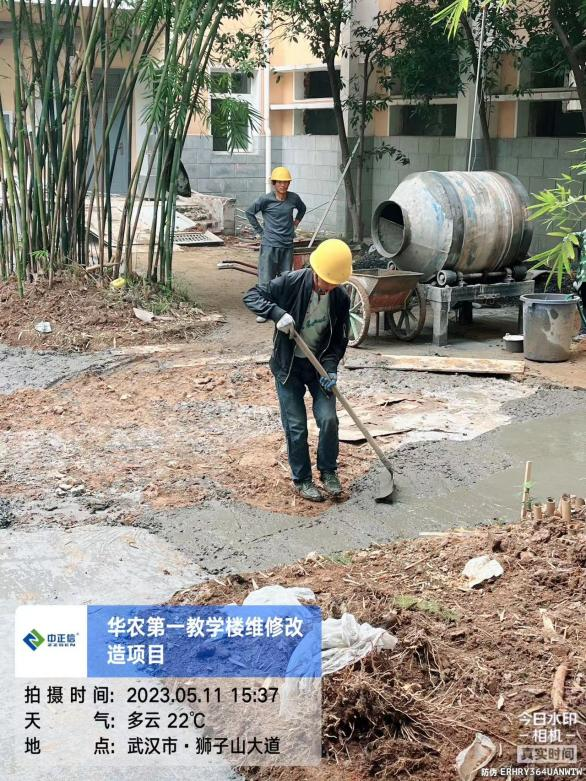 中正信
ZZSEN
华农第一教学楼维修改
造项目
拍摄时间: 2023.05.11 15:37
天 气: 多云 22℃
地 点: 武汉市·狮子山大道
今日水印
-相机-
真实时间
防伪 ERHRY364UANWTW